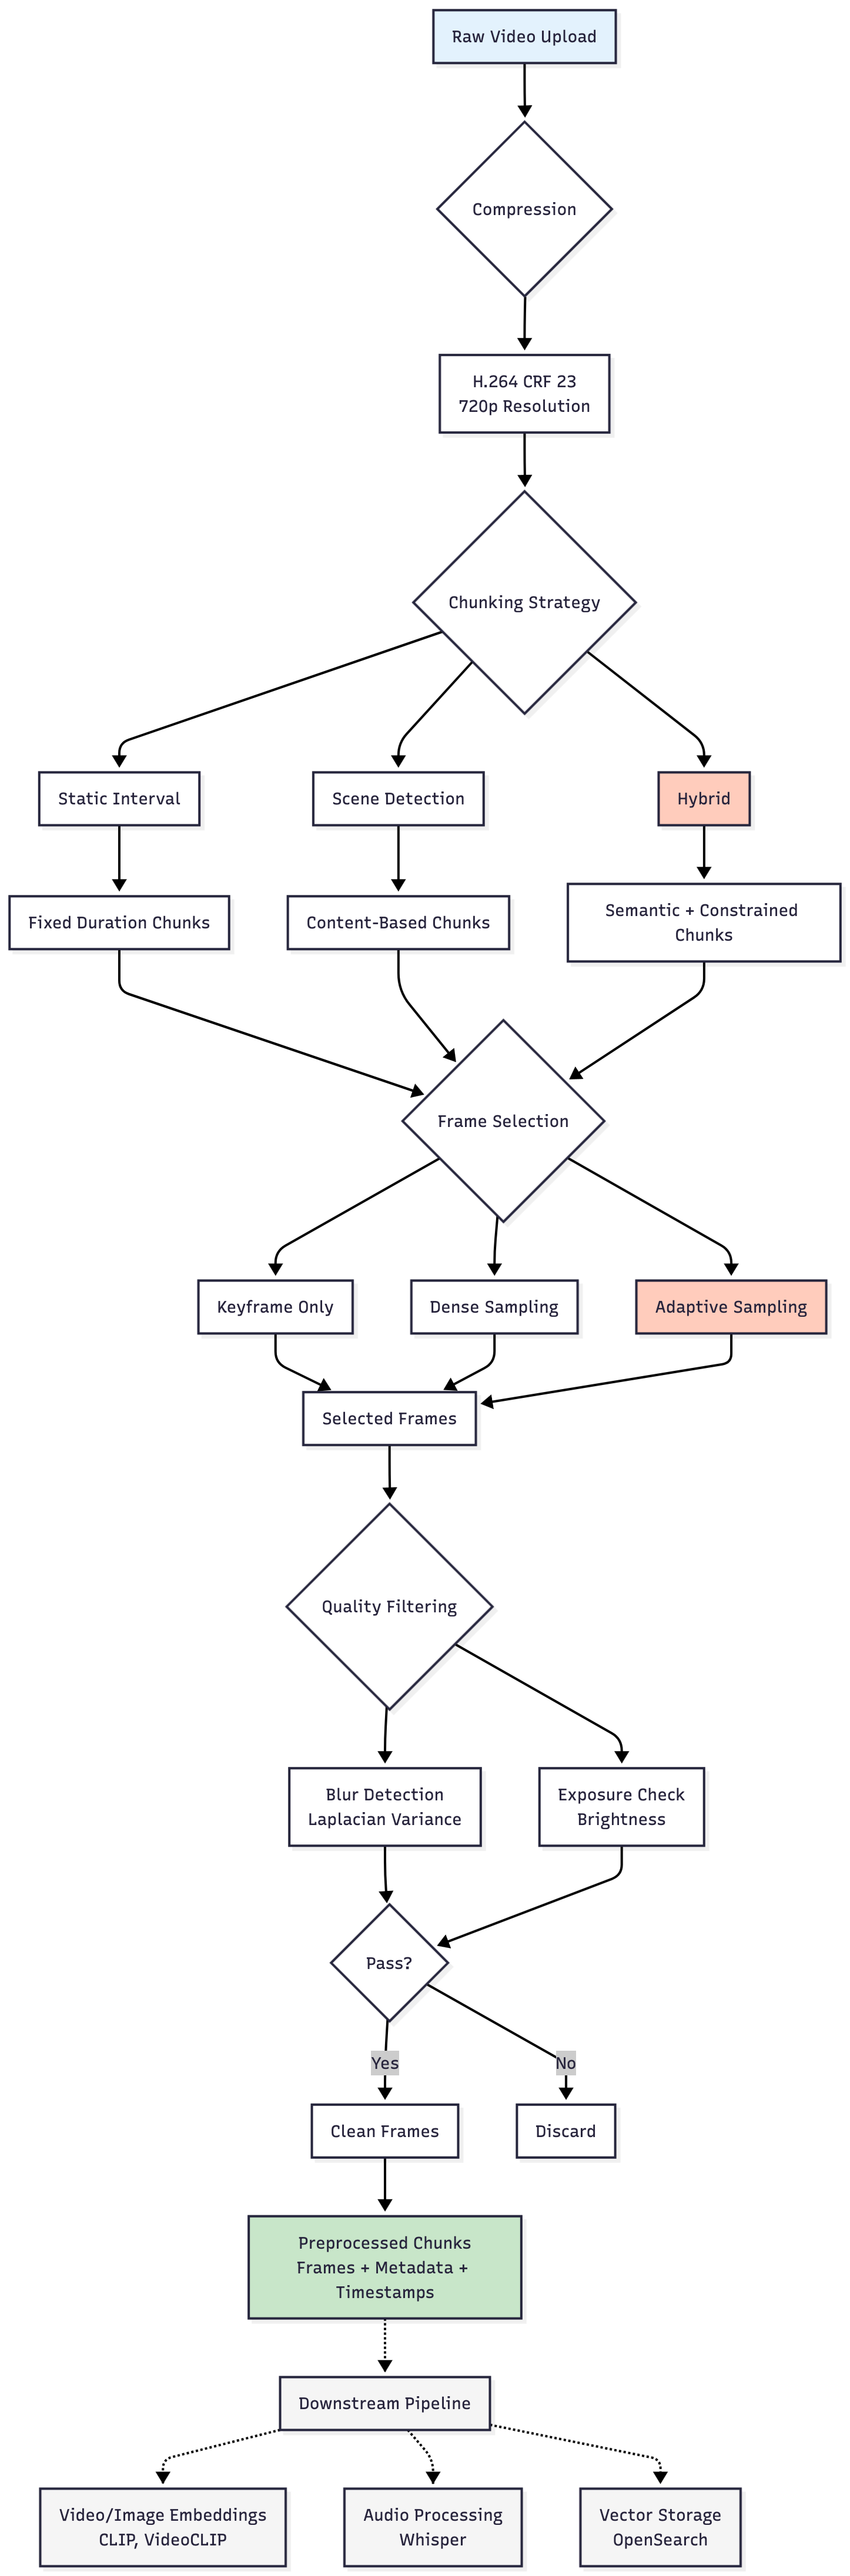 Raw Video Upload
Compression
H.264 CRF 23
720p Resolution
Chunking Strategy
Static Interval
Scene Detection
Hybrid
Fixed Duration Chunks
Content-Based Chunks
Semantic + Constrained
Chunks
Frame Selection
Keyframe Only
Dense Sampling
Adaptive Sampling
Selected Frames
Quality Filtering
Blur Detection
Laplacian Variance
Exposure Check
Brightness
Pass?
Yes
No
Clean Frames
Discard
Preprocessed Chunks
Frames + Metadata +
Timestamps
Downstream Pipeline
Video/Image Embeddings
CLIP, VideoCLIP
Audio Processing
Whisper
Vector Storage
OpenSearch